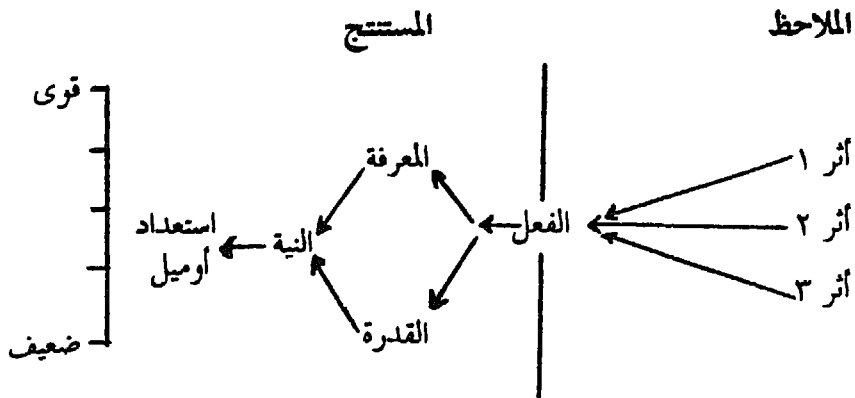 الملاحظ
المستنتج
قوى
أثر ١
المعرفة
أثر ٢
الفعل
النية
استعداد
أوميل
أثر ٣
القدرة
ضعيف